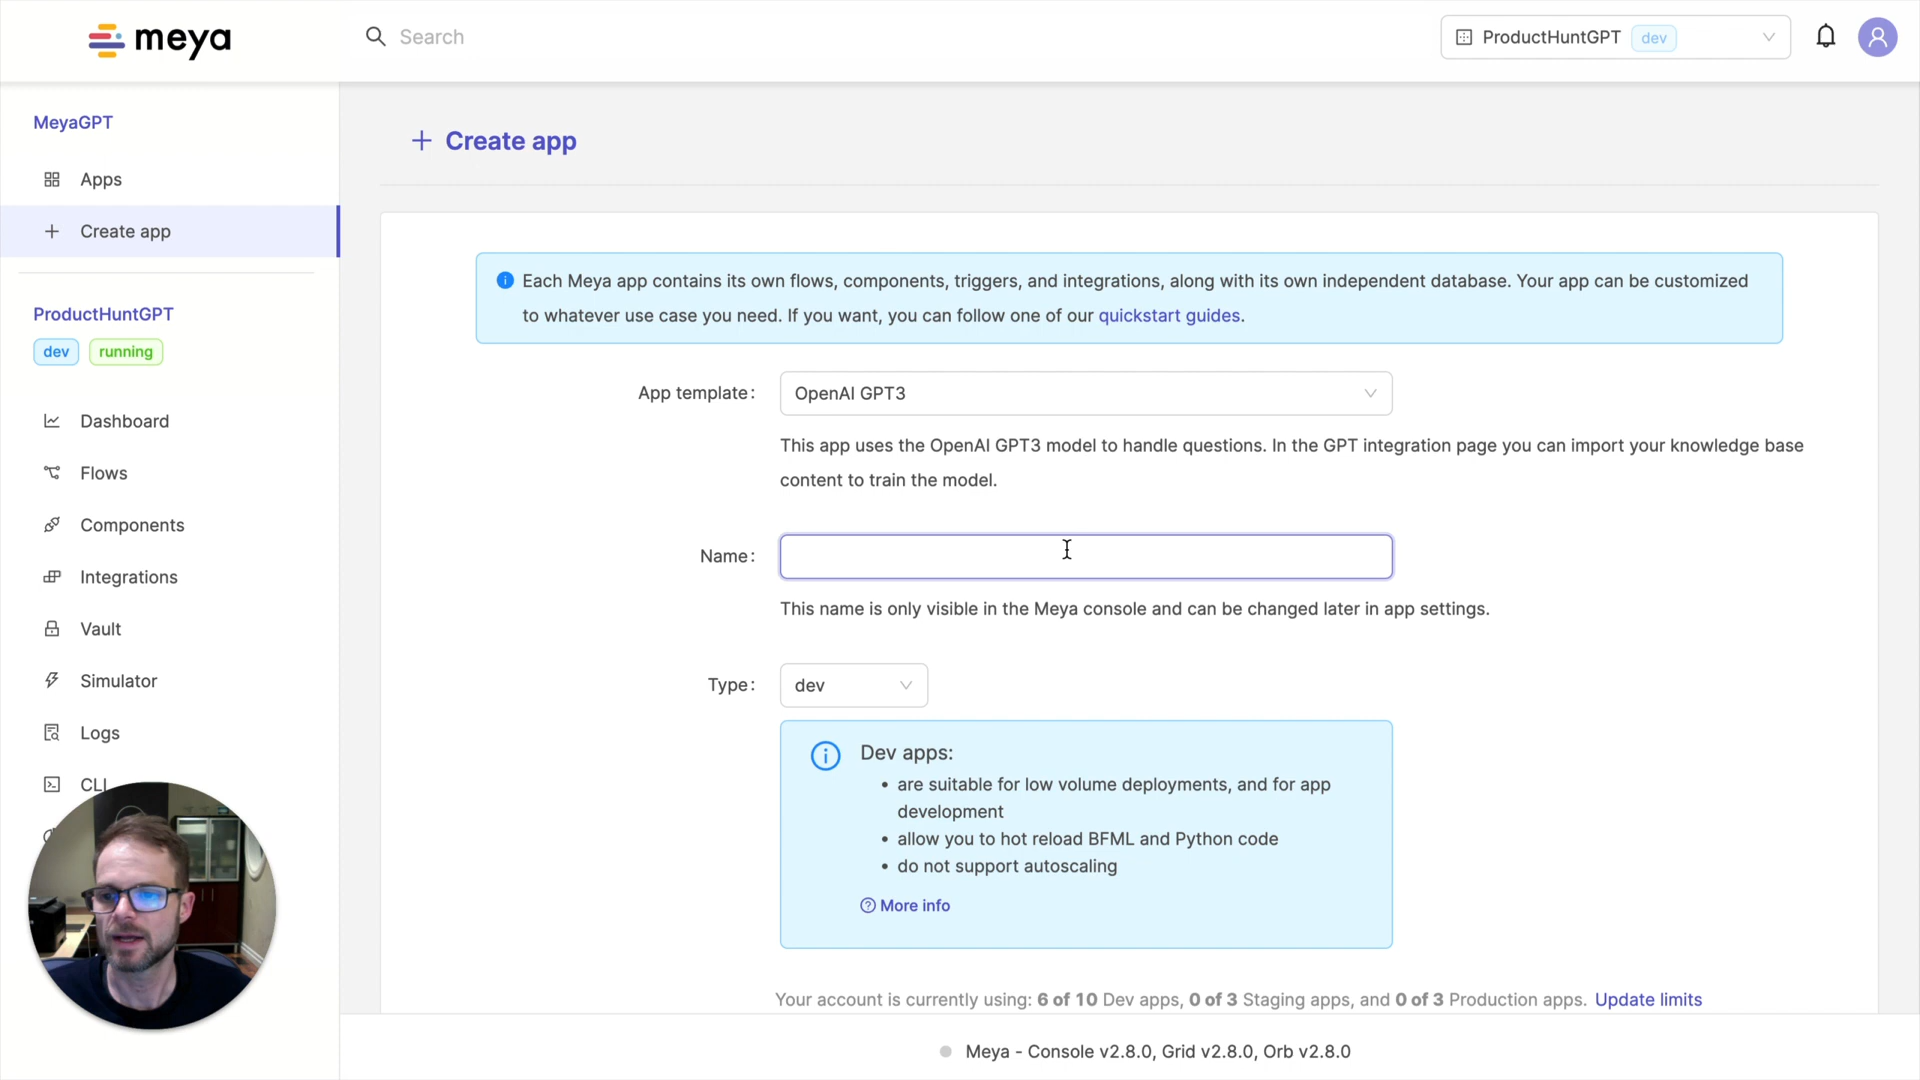 meya
Search
ProductHuntGPT dev
MeyaGPT
Apps
Create app
ProductHuntGPT
dev running
Dashboard
Flows
Components
Integrations
Vault
Simulator
Logs
CLI
+ Create app
Each Meya app contains its own flows, components, triggers, and integrations, along with its own independent database. Your app can be customized
to whatever use case you need. If you want, you can follow one of our quickstart guides.
App template: OpenAI GPT3
This app uses the OpenAI GPT3 model to handle questions. In the GPT integration page you can import your knowledge base
content to train the model.
Name:
This name is only visible in the Meya console and can be changed later in app settings.
Type: dev
Dev apps:
• are suitable for low volume deployments, and for app
development
• allow you to hot reload BFML and Python code
• do not support autoscaling
More info
Your account is currently using: 6 of 10 Dev apps, 0 of 3 Staging apps, and 0 of 3 Production apps. Update limits
Meya - Console v2.8.0, Grid v2.8.0, Orb v2.8.0